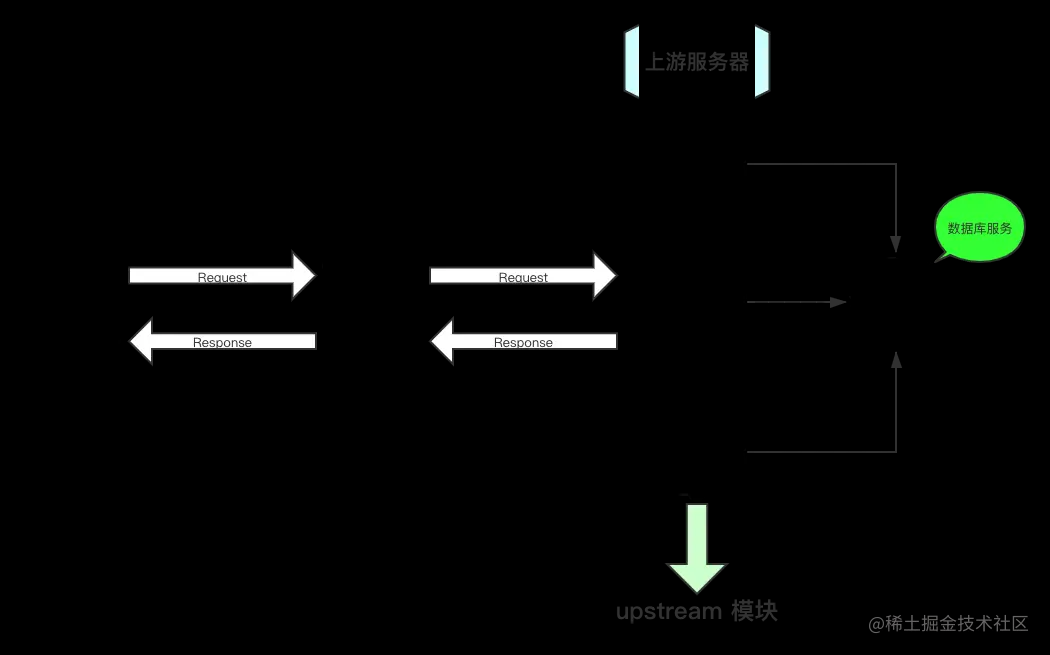 上游服务器
数据库服务
Request
Request
Response
Response
upstream 模块
@稀土掘金技术社区